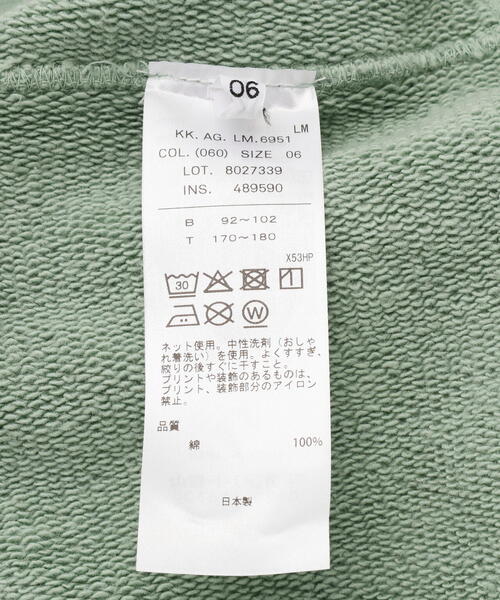 06
LM
KK. AG. LM. 6951
COL. (060) SIZE 06
LOT. 8027339
INS. 489590
B 92～102
T 170～180
X53HP
30
W
ネット使用。中性洗剤（おしゃ
れ着洗い）を使用。よくすすぎ、
絞りの後すぐに干すこと。
プリントや装飾のあるものは、
プリント、装飾部分のアイロン
禁止。
品質
綿 100%
日本製